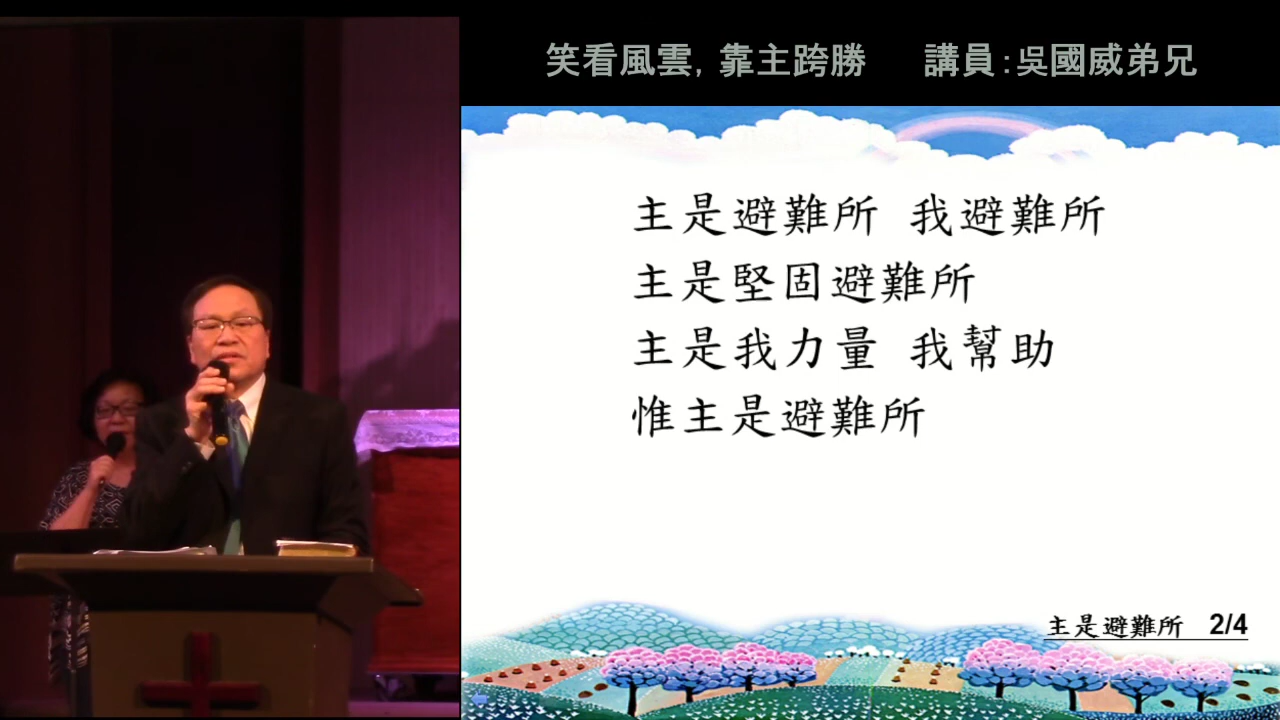 笑看風雲, 靠主跨勝 講員:吳國威弟兄
主是避難所 我避難所
主是堅固避難所
主是我力量 我幫助
惟主是避難所
主是避難所 2/4